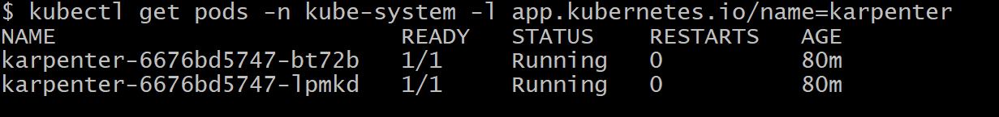 $ kubectl get pods -n kube-system -l app.kubernetes.io/name=karpenter
NAME READY STATUS RESTARTS AGE
karpenter-6676bd5747-bt72b 1/1 Running 0 80m
karpenter-6676bd5747-lpmkd 1/1 Running 0 80m